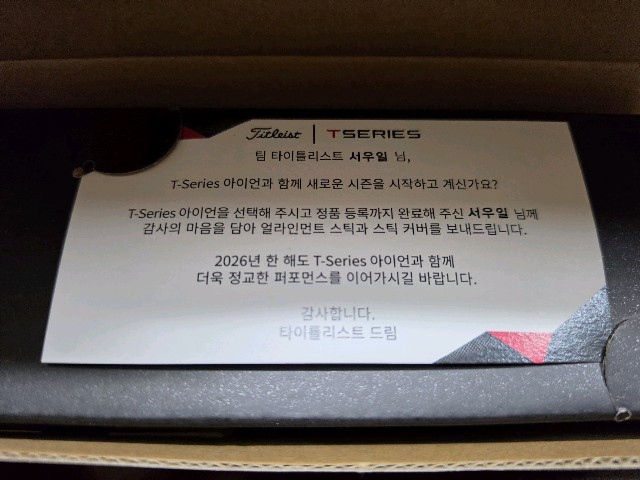 Titleist | TSERIES
팀 타이틀리스트 서우일 님,
T-Series 아이언과 함께 새로운 시즌을 시작하고 계신가요?
T-Series 아이언을 선택해 주시고 정품 등록까지 완료해 주신 서우일 님께
감사의 마음을 담아 얼라인먼트 스틱과 스틱 커버를 보내드립니다.
2026년 한 해도 T-Series 아이언과 함께
더욱 정교한 퍼포먼스를 이어가시길 바랍니다.
감사합니다.
타이틀리스트 드림